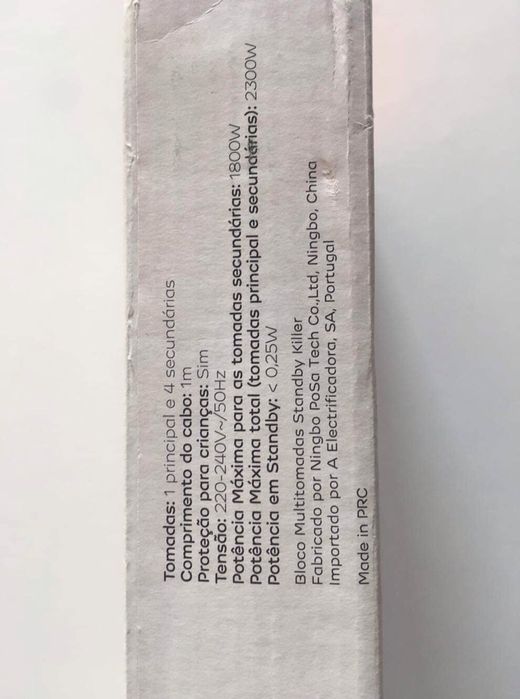 Tomadas: 1 principal e 4 secundárias
Comprimento do cabo: 1m
Proteção para crianças: Sim
Tensão: 220-240V~/50Hz
Potência Máxima para as tomadas secundárias: 1800W
Potência Máxima total (tomadas principal e secundárias): 2300W
Potência em Standby: < 0,25W
Bloco Multitomadas Standby Killer
Fabricado por Ningbo PoSa Tech Co.,Ltd, Ningbo, China
Importado por A Electrificadora, SA, Portugal
Made in PRC